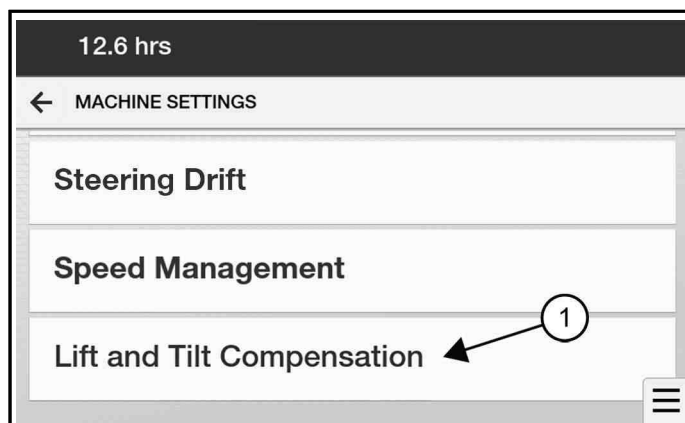 12.6 hrs
MACHINE SETTINGS
Steering Drift
Speed Management
1
Lift and Tilt Compensation